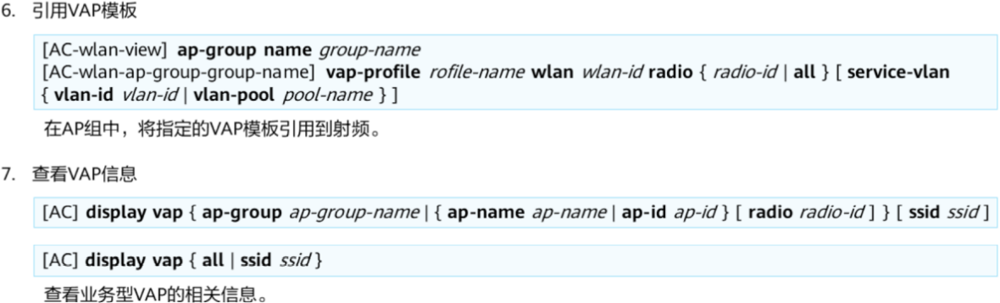 6. 引用VAP模板
[AC-wlan-view] ap-group name group-name
[AC-wlan-ap-group-group-name] vap-profile rofile-name wlan wlan-id radio { radio-id | all } [ service-vlan
{ vlan-id vlan-id | vlan-pool pool-name } ]
在AP组中，将指定的VAP模板引用到射频。
7. 查看VAP信息
[AC] display vap { ap-group ap-group-name | { ap-name ap-name | ap-id ap-id } [ radio radio-id ] } [ ssid ssid ]
[AC] display vap { all | ssid ssid }
查看业务型VAP的相关信息。